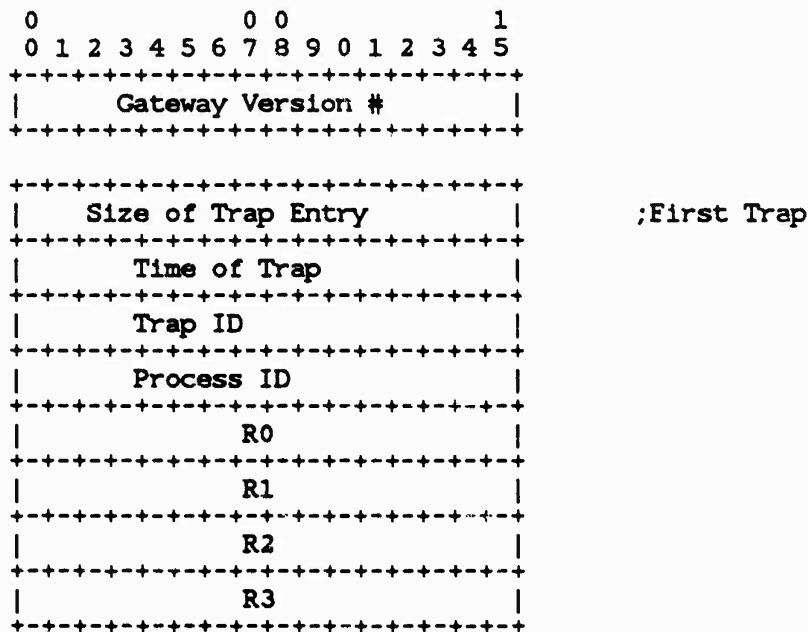 0 0 0 1
0 1 2 3 4 5 6 7 8 9 0 1 2 3 4 5
+-+-+-+-+-+-+-+-+-+-+-+-+-+-+-+-+
| Gateway Version # |
+-+-+-+-+-+-+-+-+-+-+-+-+-+-+-+-+
+-+-+-+-+-+-+-+-+-+-+-+-+-+-+-+-+
| Size of Trap Entry | ;First Trap
+-+-+-+-+-+-+-+-+-+-+-+-+-+-+-+-+
| Time of Trap |
+-+-+-+-+-+-+-+-+-+-+-+-+-+-+-+-+
| Trap ID |
+-+-+-+-+-+-+-+-+-+-+-+-+-+-+-+-+
| Process ID |
+-+-+-+-+-+-+-+-+-+-+-+-+-+-+-+-+
| R0 |
+-+-+-+-+-+-+-+-+-+-+-+-+-+-+-+-+
| R1 |
+-+-+-+-+-+-+-+-+-+-+-+-+-+-+-+-+
| R2 |
+-+-+-+-+-+-+-+-+-+-+-+-+-+-+-+-+
| R3 |
+-+-+-+-+-+-+-+-+-+-+-+-+-+-+-+-+